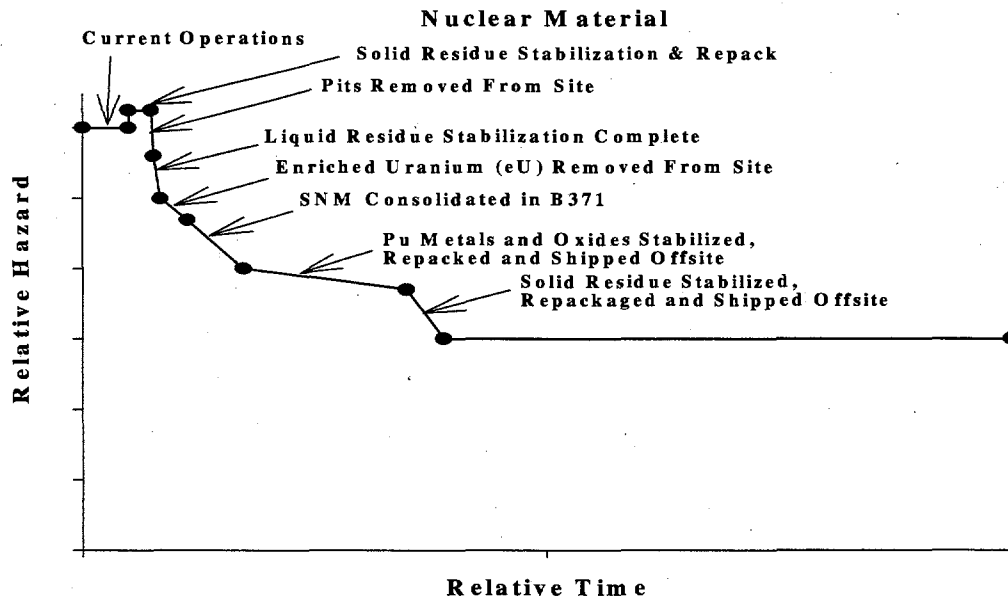 Nuclear Material
Current Operations
Solid Residue Stabilization & Repack
Pits Removed From Site
Liquid Residue Stabilization Complete
Enriched Uranium (eU) Removed From Site
SNM Consolidated in B371
Pu Metals and Oxides Stabilized,
Repacked and Shipped Offsite
Solid Residue Stabilized,
Repackaged and Shipped Offsite
Relative Hazard
Relative Time